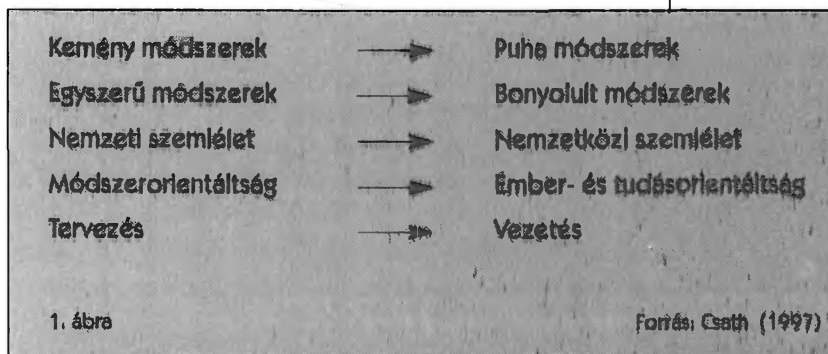 Kemény módszerek → Puha módszerek
Egyszerű módszerek → Bonyolult módszerek
Nemzeti szemlélet → Nemzetközi szemlélet
Módszerorientáltság → Ember- és tudásorientáltság
Tervezés → Vezetés
1. ábra Forrás: Csath (1997)